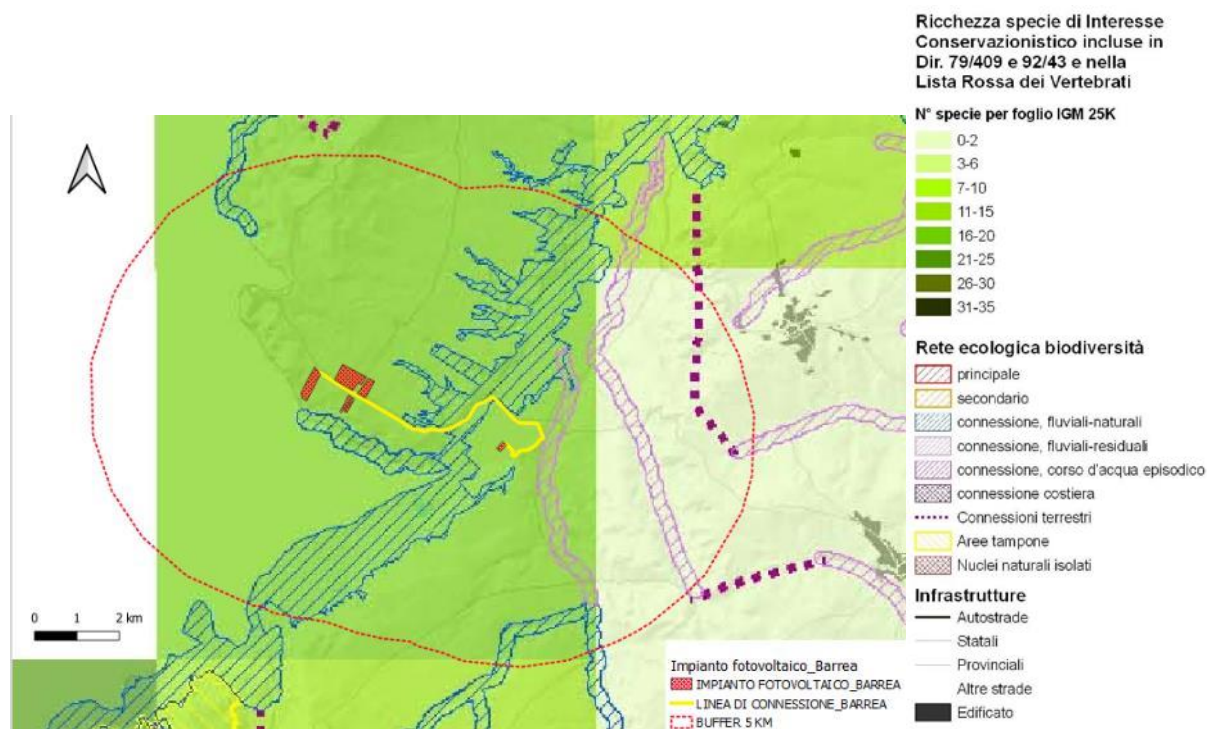 Ricchezza specie di Interesse
Conservazionistico incluse in
Dir. 79/409 e 92/43 e nella
Lista Rossa dei Vertebrati
N° specie per foglio IGM 25K
0-2
3-6
7-10
11-15
16-20
21-25
26-30
31-35
Rete ecologica biodiversità
principale
secondario
connessione, fluviali-naturali
connessione, fluviali-residuali
connessione, corso d'acqua episodico
connessione costiera
Connessioni terrestri
Aree tampone
Nuclei naturali isolati
Infrastrutture
Autostrade
Statali
Provinciali
Altre strade
Edificato
0 1 2 km
Impianto fotovoltaico_Barrea
IMPIANTO FOTOVOLTAICO_BARREA
LINEA DI CONNESSIONE_BARREA
BUFFER 5 KM